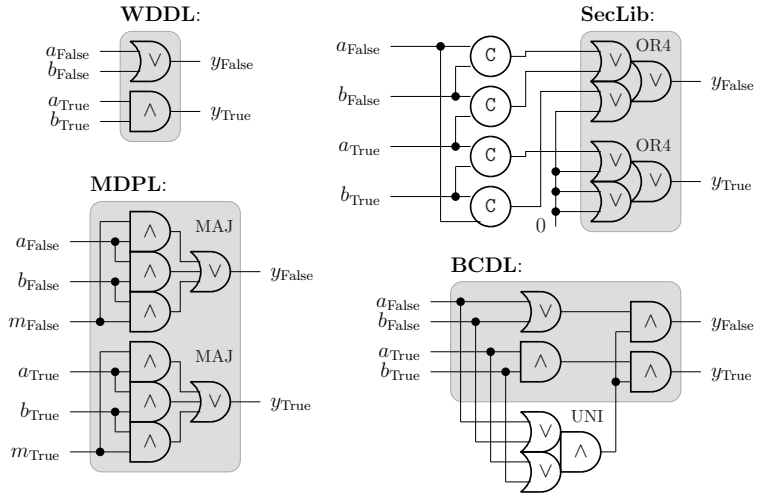 WDDL:
a_False
b_False
∨
y_False
a_True
b_True
∧
y_True
SecLib:
a_False
C
∨
OR4
∨
y_False
b_False
C
∨
a_True
C
∨
OR4
∨
y_True
b_True
C
∨
0
MDPL:
∧
MAJ
a_False
∧
∨
y_False
b_False
∧
m_False
∧
MAJ
a_True
∧
∨
y_True
b_True
∧
m_True
BCDL:
a_False
∨
b_False
∧
y_False
a_True
∧
b_True
∧
y_True
UNI
∨
∧
∨